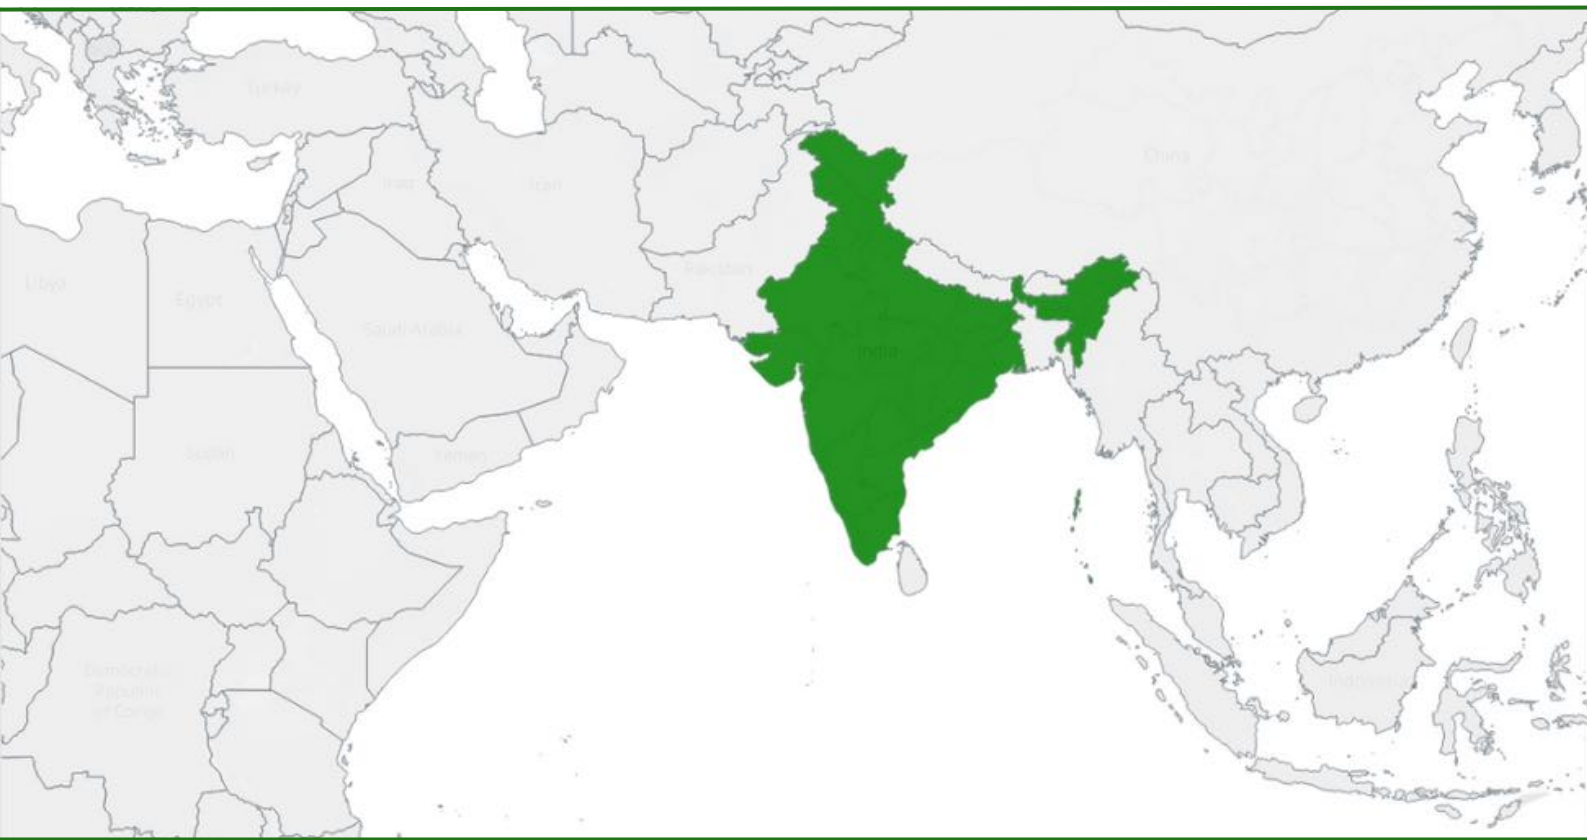 Turkey
China
Iraq
Iran
Libya
Pakistan
Egypt
Saudi Arabia
India
Sudan
Yemen
Democratic
Republic
of Congo
Indonesia